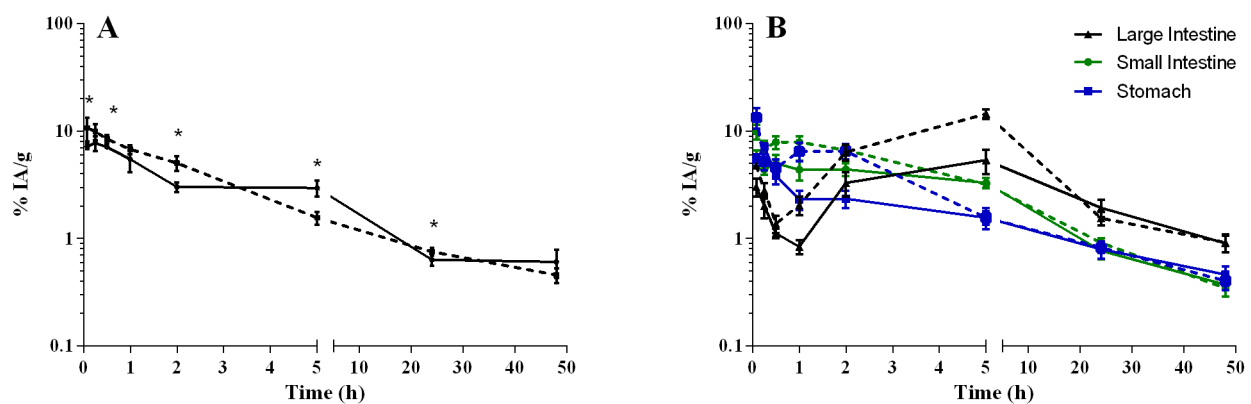 A
100
10
1
0.1
% IA/g
* * * * *
0 1 2 3 4 5 10 20 30 40 50
Time (h)
B
Large Intestine
Small Intestine
Stomach
100
10
1
0.1
% IA/g
0 1 2 3 4 5 10 20 30 40 50
Time (h)